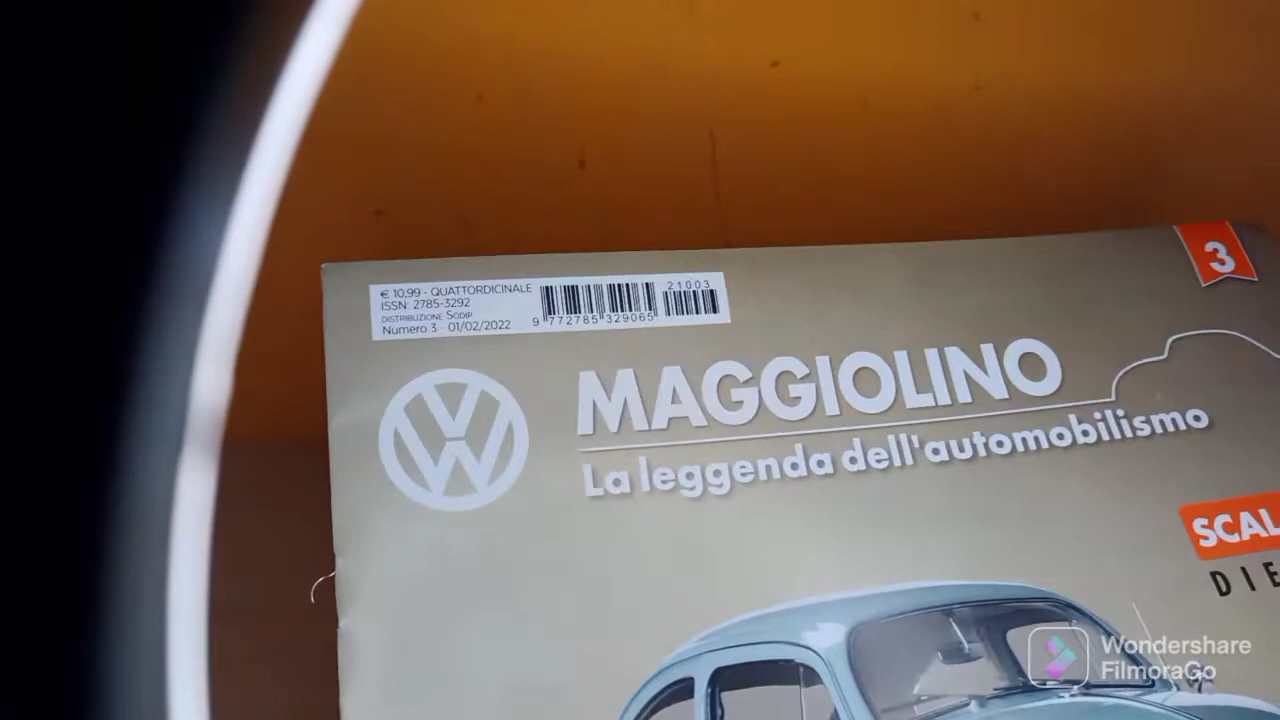 € 10,99 - QUATTORDICINALE
ISSN: 2785-3292
DISTRIBUZIONE SODIP
Numero 3 - 01/02/2022
21003
9 772785 329065
3
MAGGIOLINO
La leggenda dell'automobilismo
SCAL
DIE
Wondershare
FilmoraGo